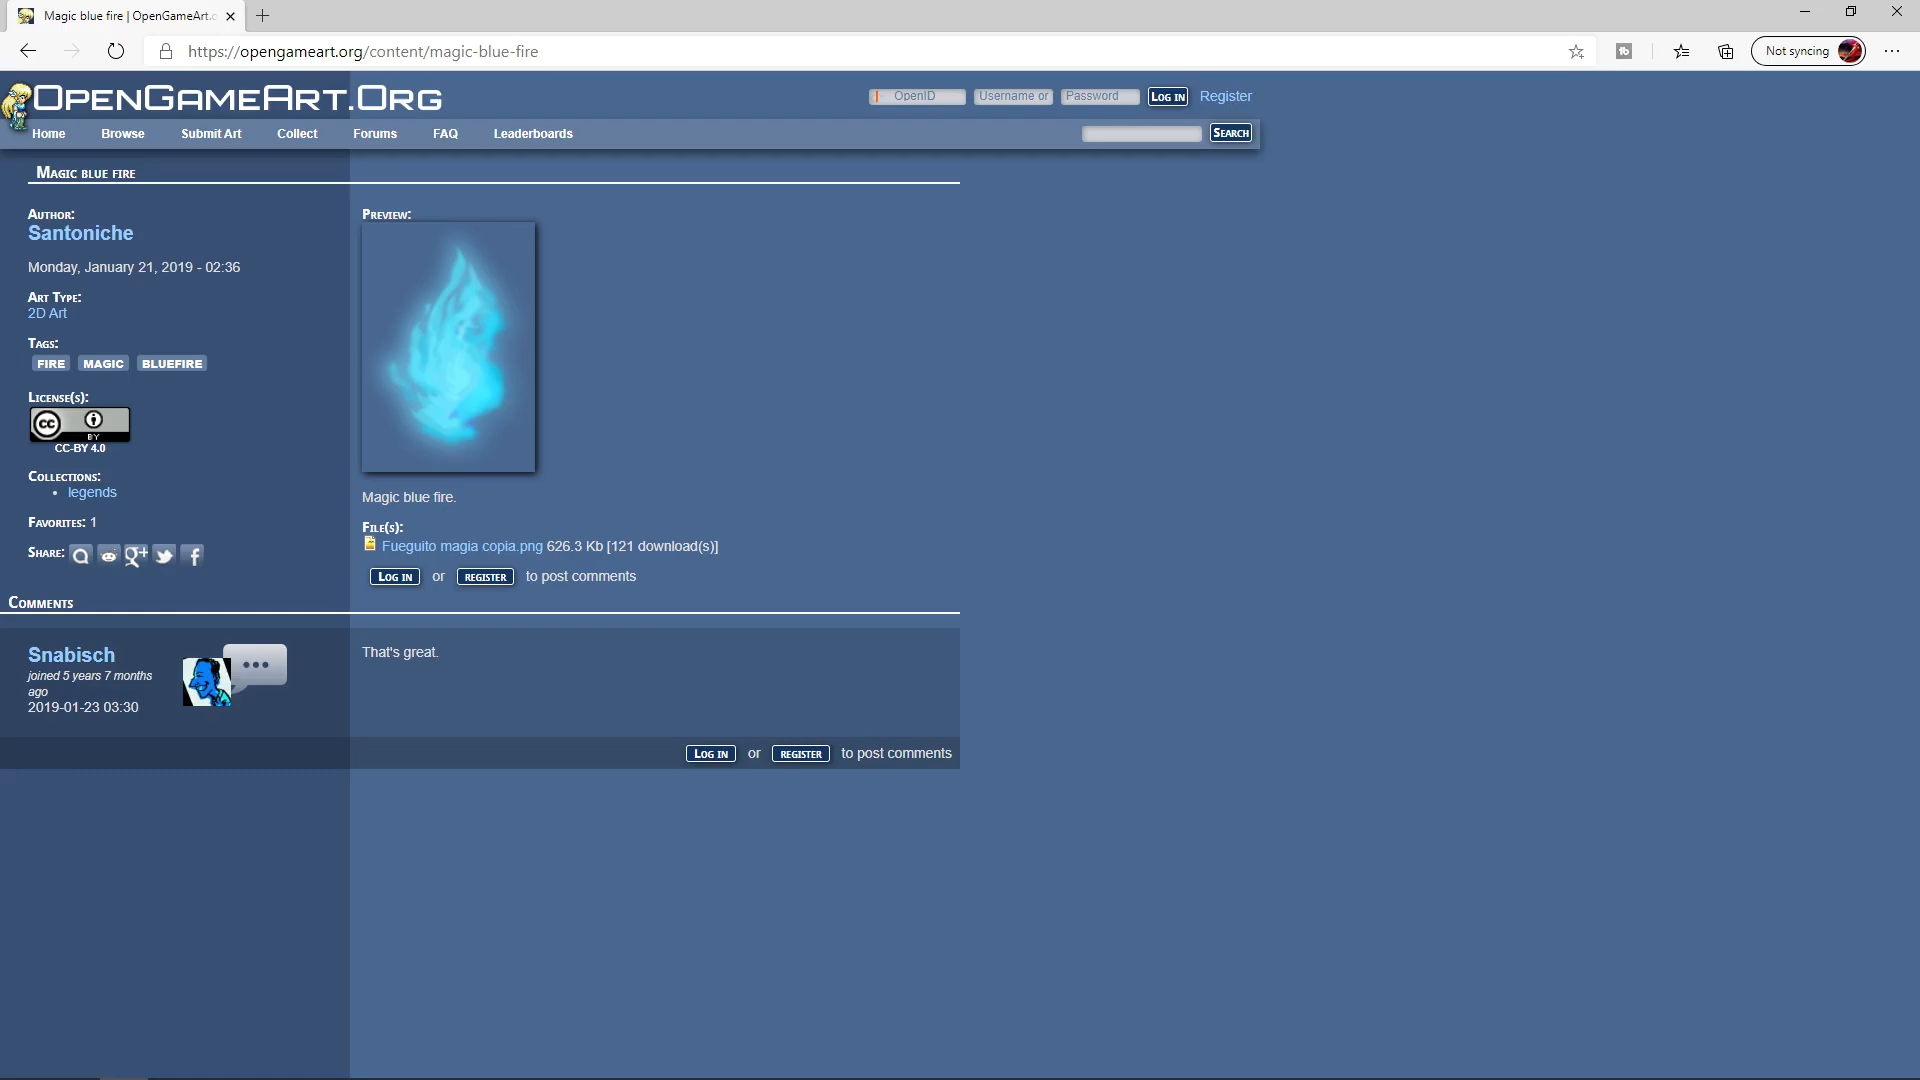 Magic blue fire | OpenGameArt.o
https://opengameart.org/content/magic-blue-fire
Not syncing
OpenGameArt.Org
OpenID
Username or
Password
Log in
Register
Home
Browse
Submit Art
Collect
Forums
FAQ
Leaderboards
Search
Magic blue fire
Author:
Santoniche
Monday, January 21, 2019 - 02:36
Art Type:
2D Art
Tags:
FIRE MAGIC BLUEFIRE
License(s):
cc
BY
CC-BY 4.0
Collections:
legends
Favorites: 1
Share:
Preview:
Magic blue fire.
File(s):
Fueguito magia copia.png 626.3 Kb [121 download(s)]
Log in or register to post comments
Comments
Snabisch
joined 5 years 7 months
ago
2019-01-23 03:30
That's great.
Log in or register to post comments